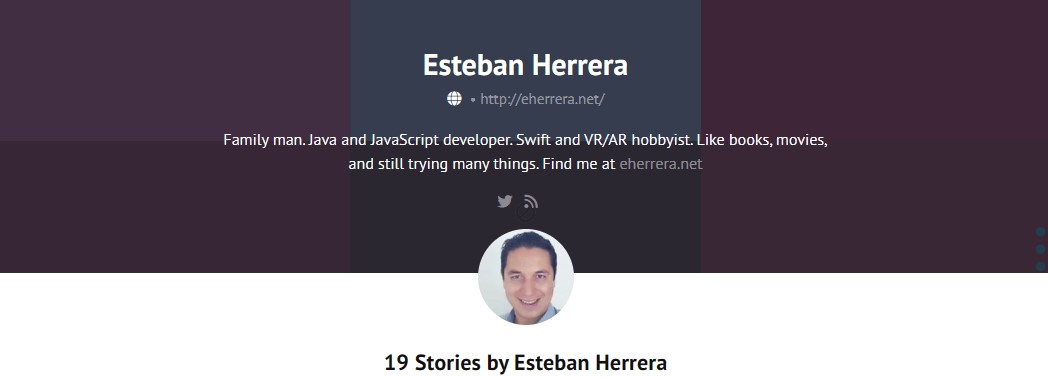 Esteban Herrera
• http://eherrera.net/
Family man. Java and JavaScript developer. Swift and VR/AR hobbyist. Like books, movies,
and still trying many things. Find me at eherrera.net
19 Stories by Esteban Herrera